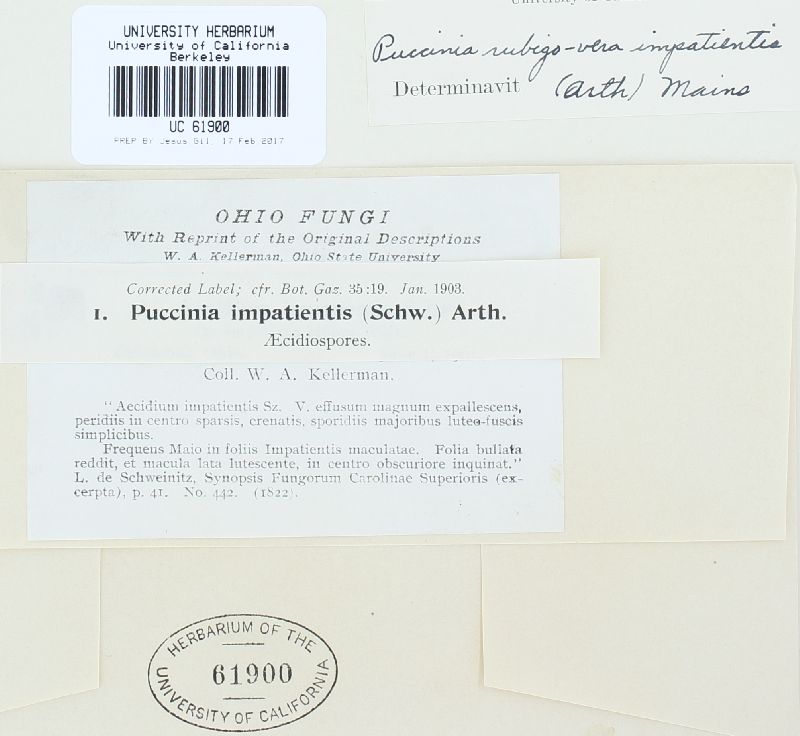 UNIVERSITY HERBARIUM
University of California
Berkeley
UC 61900
PREP BY Jesus Gil, 17 Feb 2017
University of
Puccinia rubigo-vera impatientis
Determinavit (Arth) Mains
OHIO FUNGI
With Reprint of the Original Descriptions
W. A. Kellerman, Ohio State University
Corrected Label; cfr. Bot. Gaz. 35:19. Jan. 1903.
1. Puccinia impatientis (Schw.) Arth.
Æcidiospores.
Coll. W. A. Kellerman.
"Aecidium impatientis Sz. V. effusum magnum expallescens,
peridiis in centro sparsis, crenatis, sporidiis majoribus luteo-fuscis
simplicibus.
Frequens Maio in foliis Impatientis maculatae. Folia bullata
reddit, et macula lata lutescente, in centro obscuriore inquinat."
L. de Schweinitz, Synopsis Fungorum Carolinae Superioris (ex-
cerpta), p. 41. No. 442. (1822).
HERBARIUM OF THE
61900
UNIVERSITY OF CALIFORNIA